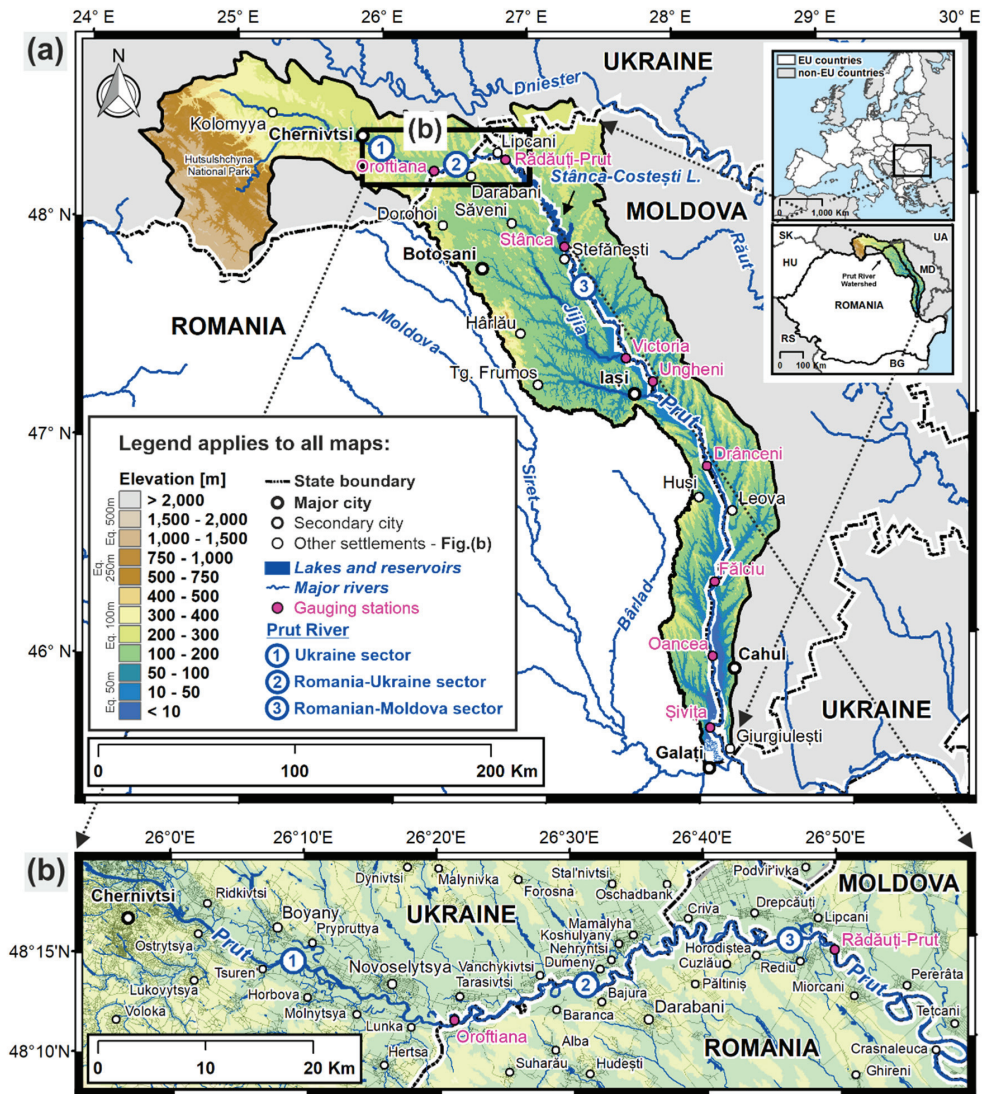 24° E
25° E
26° E
27° E
28° E
29° E
30° E
(a)
N
UKRAINE
Dniester
Kolomyya
Chernivtsi
(b)
Lipcani
1
2
Hutsulshchyna
National Park
Oroftiana
Rădăuți-Prut
Darabani
Stânca-Costești L.
48° N
Dorohoi
Săveni
MOLDOVA
Stânca
Ștefănești
Botoșani
Răut
3
ROMANIA
Moldova
Jijia
Hârlău
Victoria
Tg. Frumos
Ungheni
Iași
Prut
47° N
Siret
Drânceni
Huși
Leova
Bârlad
Fălciu
46° N
Oancea
Cahul
Șivița
UKRAINE
Giurgiulești
Galați
EU countries
non-EU countries
0 1,000 Km
SK
UA
HU
MD
Prut River
Watershed
ROMANIA
RS
0 100 Km
BG
Legend applies to all maps:
Elevation [m]
Eq. 500m
> 2,000
1,500 - 2,000
1,000 - 1,500
Eq.
250m
750 - 1,000
500 - 750
Eq. 100m
400 - 500
300 - 400
200 - 300
100 - 200
Eq. 50m
50 - 100
10 - 50
< 10
State boundary
Major city
Secondary city
Other settlements - Fig.(b)
Lakes and reservoirs
Major rivers
Gauging stations
Prut River
1 Ukraine sector
2 Romania-Ukraine sector
3 Romanian-Moldova sector
0 100 200 Km
24° E
25° E
26° E
27° E
28° E
29° E
30° E
26°0'E
26°10'E
26°20'E
26°30'E
26°40'E
26°50'E
(b)
Chernivtsi
Ridkivtsi
Dynivtsi
Malynivka
Forosna
Stal'nivtsi
Oschadbank
Podvir'ivka
MOLDOVA
UKRAINE
Boyany
Prypruttya
Mamalyha
Koshulyany
Nehryntsi
Criva
Drepcăuți
Lipcani
48°15'N
Ostrytsya
Prut
1
Tsuren
Novoselytsya
Vanchykivtsi
Tarasivtsi
Dumeny
Horodiștea
3
Rădăuți-Prut
Cuzlău
Rediu
Lukovytsya
Horbova
2
Păltiniș
Miorcani
Prut
Pererâta
Voloka
Molnytsya
Bajura
Baranca
Darabani
Tețcani
Lunka
Oroftiana
0 10 20 Km
48°10'N
Hertsa
Alba
Suharău
Hudești
ROMANIA
Crasnaleuca
Ghireni